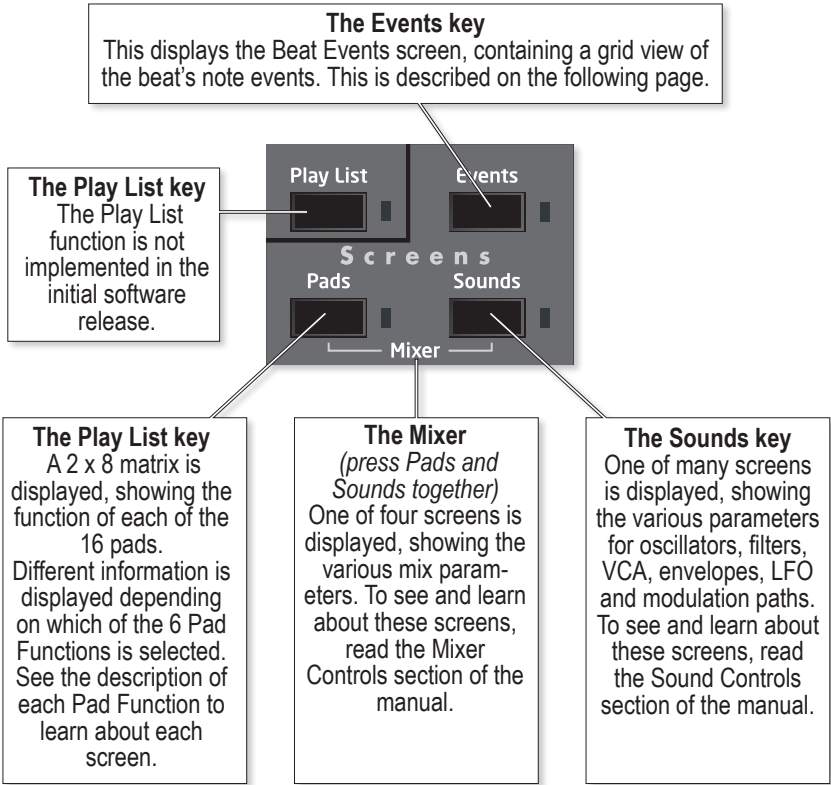 The Events key
This displays the Beat Events screen, containing a grid view of
the beat's note events. This is described on the following page.
The Play List key
The Play List
function is not
implemented in the
initial software
release.
Play List
Events
Screens
Pads
Sounds
Mixer
The Play List key
A 2 x 8 matrix is
displayed, showing the
function of each of the
16 pads.
Different information is
displayed depending
on which of the 6 Pad
Functions is selected.
See the description of
each Pad Function to
learn about each
screen.
The Mixer
(press Pads and
Sounds together)
One of four screens is
displayed, showing the
various mix param-
eters. To see and learn
about these screens,
read the Mixer
Controls section of the
manual.
The Sounds key
One of many screens
is displayed, showing
the various parameters
for oscillators, filters,
VCA, envelopes, LFO
and modulation paths.
To see and learn about
these screens, read
the Sound Controls
section of the manual.